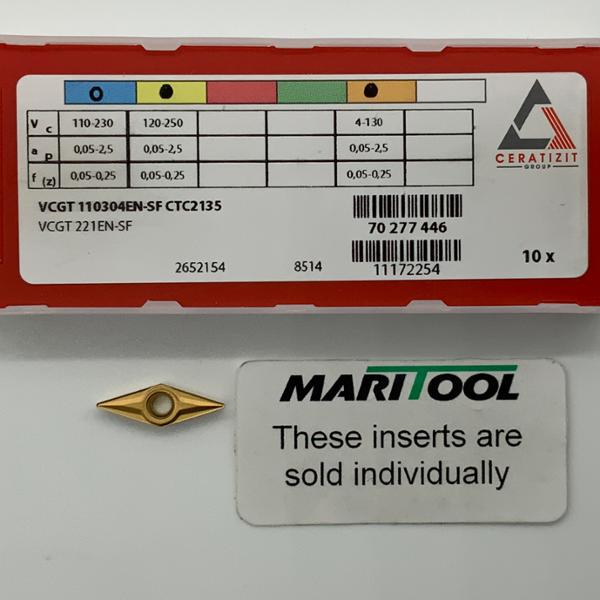 V c 110-230 120-250 4-130
a p 0,05-2,5 0,05-2,5 0,05-2,5
f (z) 0,05-0,25 0,05-0,25 0,05-0,25
CERATIZIT
GROUP
VCGT 110304EN-SF CTC2135
VCGT 221EN-SF
70 277 446
2652154 8514 11172254
10 x
MARITOOL
These inserts are
sold individually